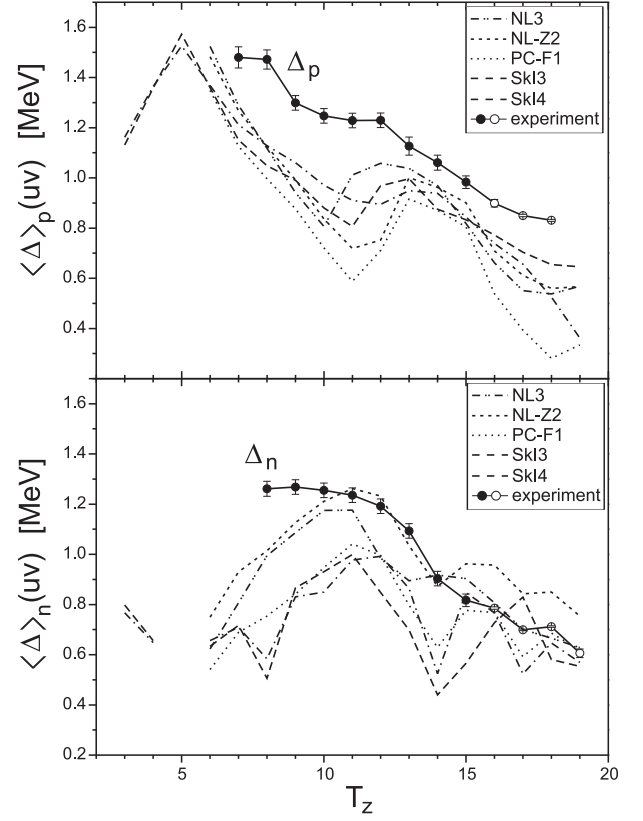 NL3
NL-Z2
PC-F1
SkI3
SkI4
experiment
Δp
1.6
1.4
1.2
1.0
0.8
0.6
0.4
⟨Δ⟩p(uv) [MeV]
NL3
NL-Z2
PC-F1
SkI3
SkI4
experiment
Δn
1.6
1.4
1.2
1.0
0.8
0.6
0.4
0.2
⟨Δ⟩n(uv) [MeV]
5 10 15 20
Tz